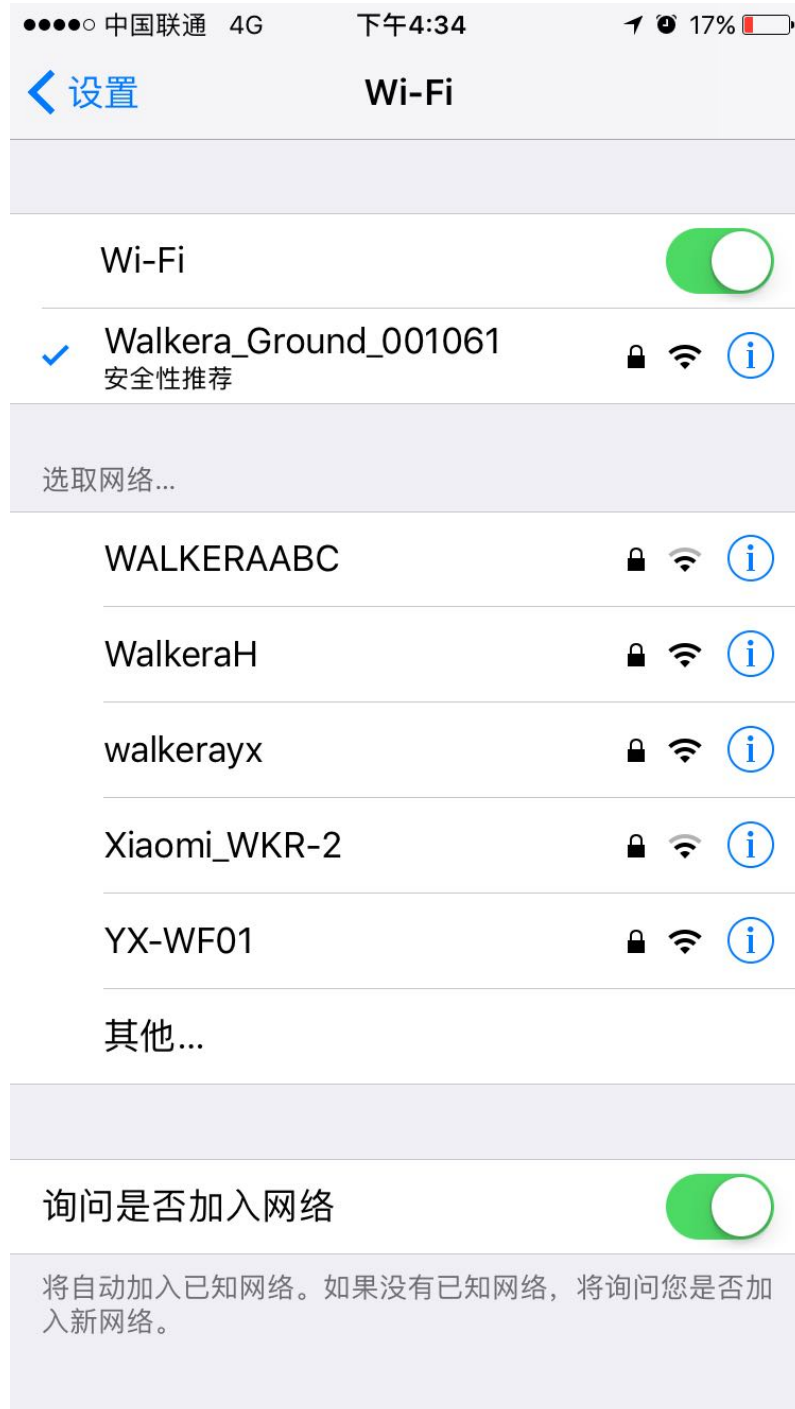 中国联通 4G 下午4:34 17%
设置 Wi-Fi
Wi-Fi
Walkera_Ground_001061
安全性推荐
选取网络...
WALKERAABC
WalkeraH
walkerayx
Xiaomi_WKR-2
YX-WF01
其他...
询问是否加入网络
将自动加入已知网络。如果没有已知网络，将询问您是否加
入新网络。